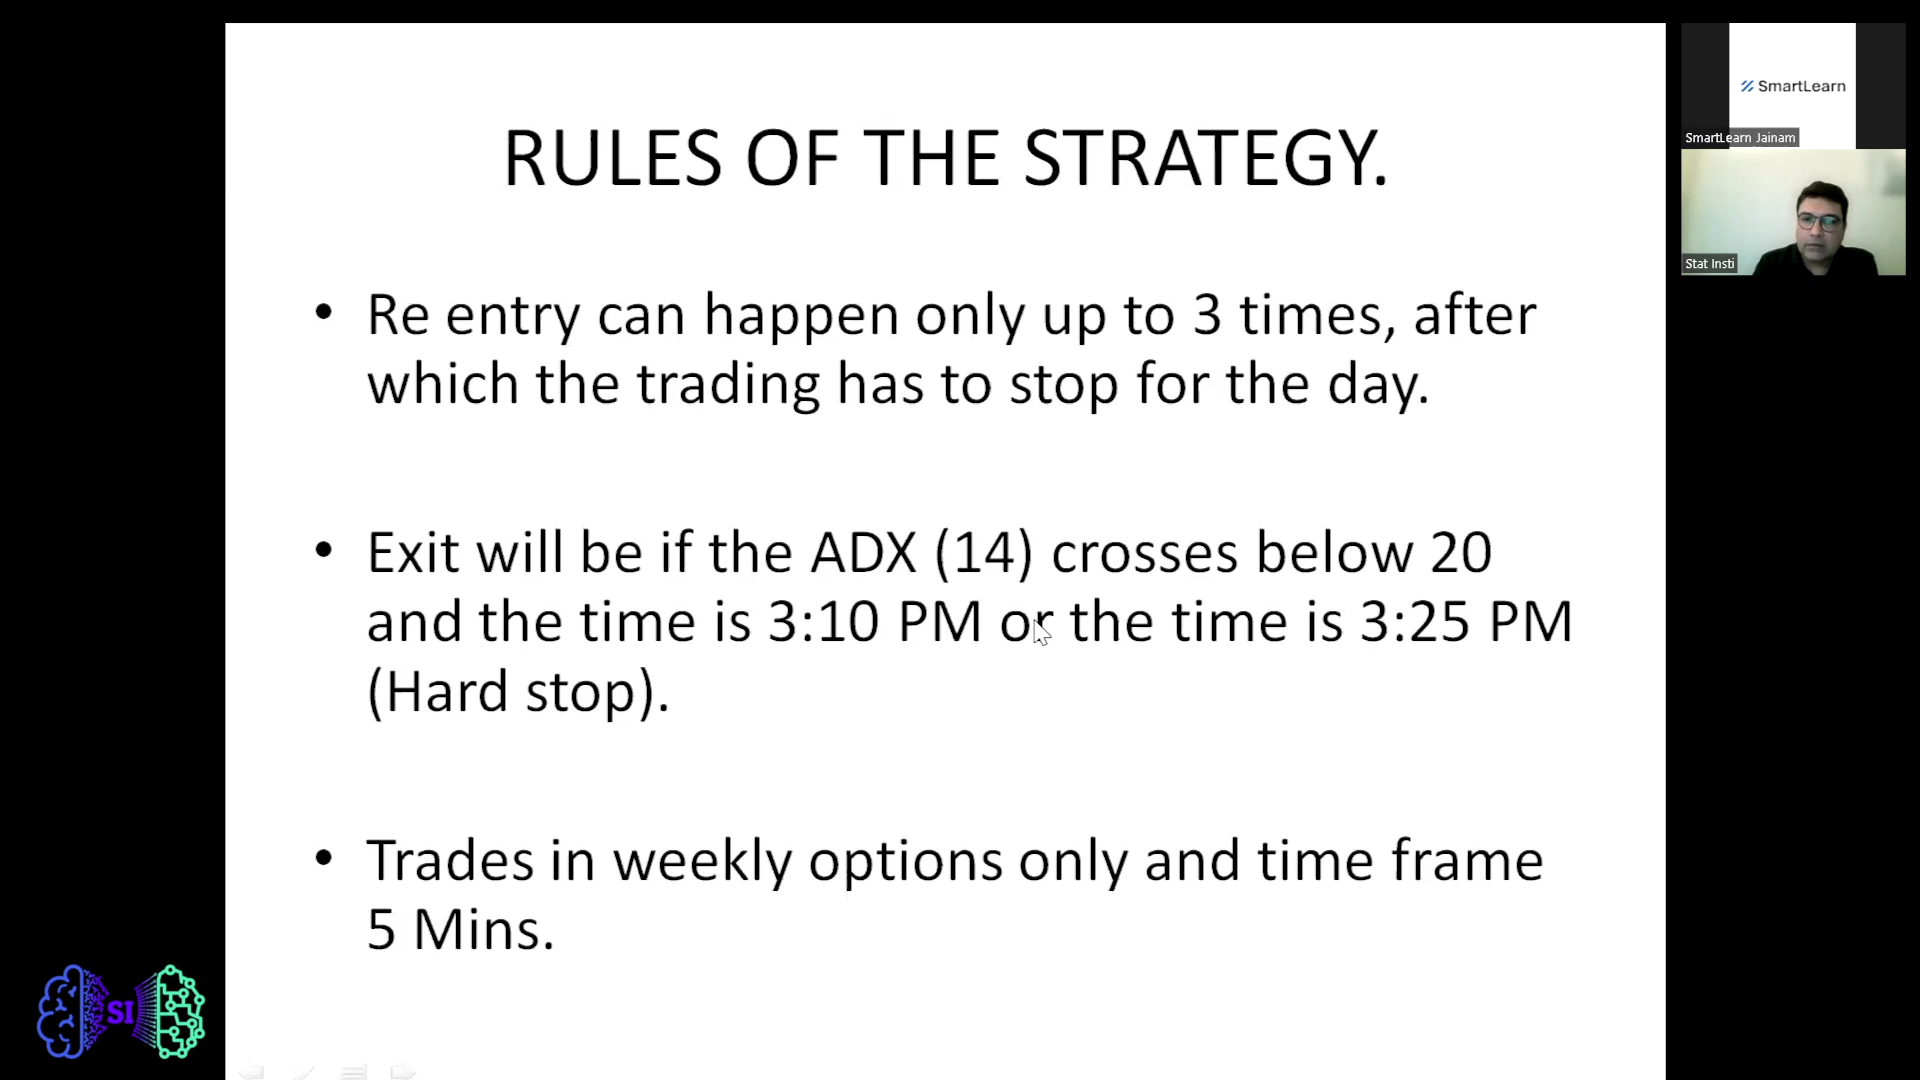 RULES OF THE STRATEGY.
• Re entry can happen only up to 3 times, after
which the trading has to stop for the day.
• Exit will be if the ADX (14) crosses below 20
and the time is 3:10 PM or the time is 3:25 PM
(Hard stop).
• Trades in weekly options only and time frame
5 Mins.
SmartLearn
SmartLearn Jainam
Stat Insti
SI